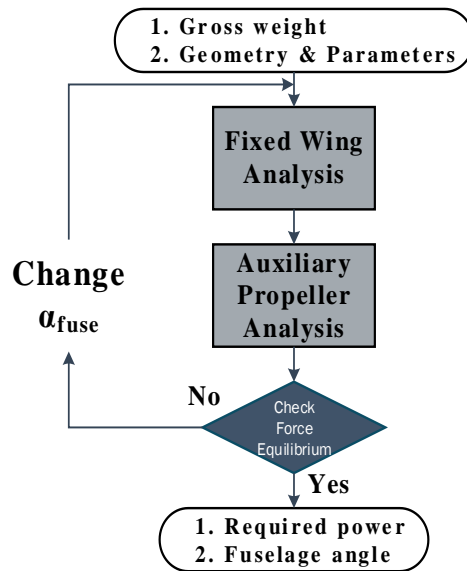 1. Gross weight
2. Geometry & Parameters
Fixed Wing
Analysis
Auxiliary
Propeller
Analysis
Change
αfuse
No
Check
Force
Equilibrium
Yes
1. Required power
2. Fuselage angle